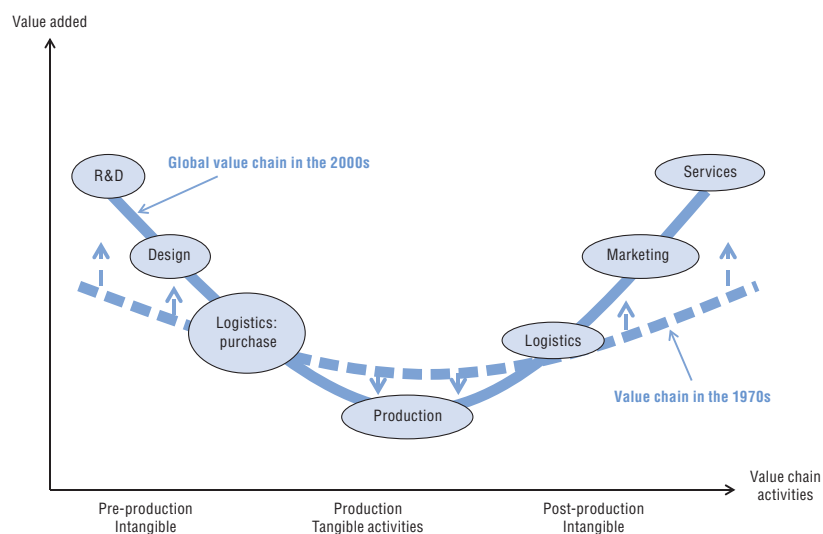 Value added
Global value chain in the 2000s
R&D
Services
Design
Marketing
Logistics:
purchase
Logistics
Value chain in the 1970s
Production
Value chain
activities
Pre-production
Intangible
Production
Tangible activities
Post-production
Intangible